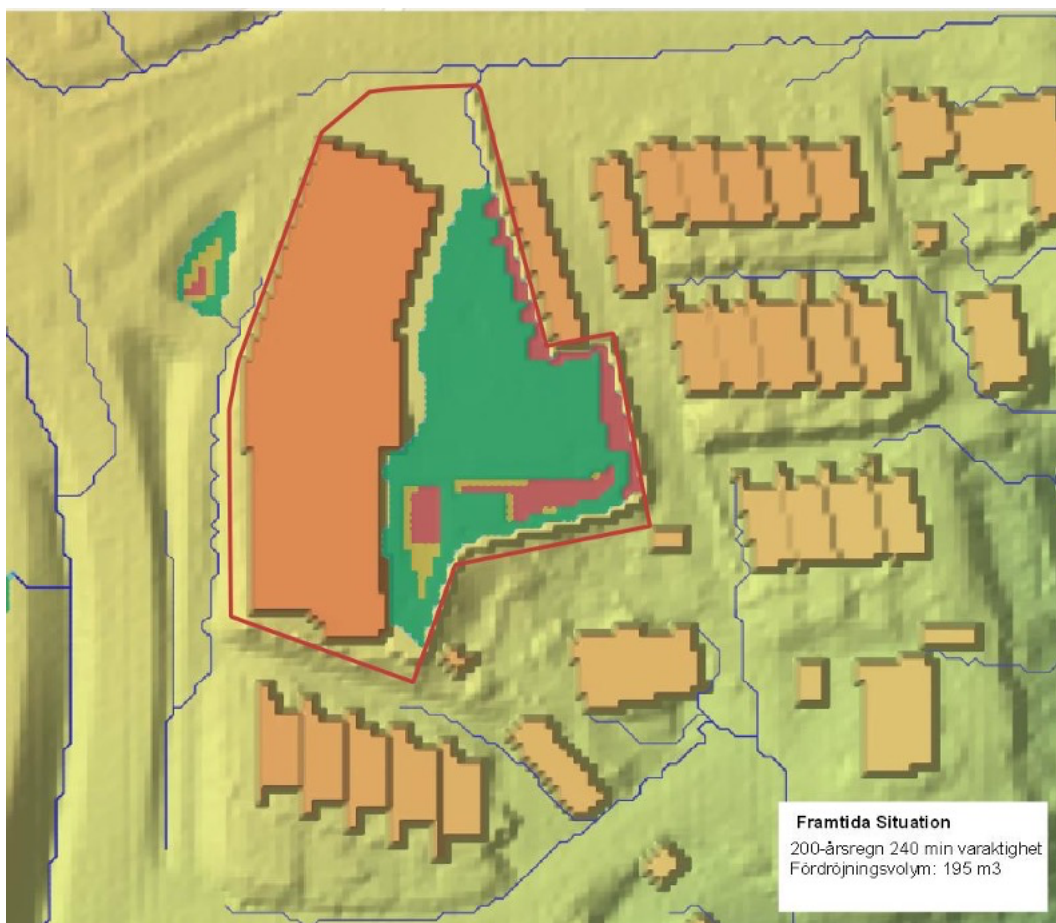 Framtida Situation
200-årsregn 240 min varaktighet
Fördröjningsvolym: 195 m3